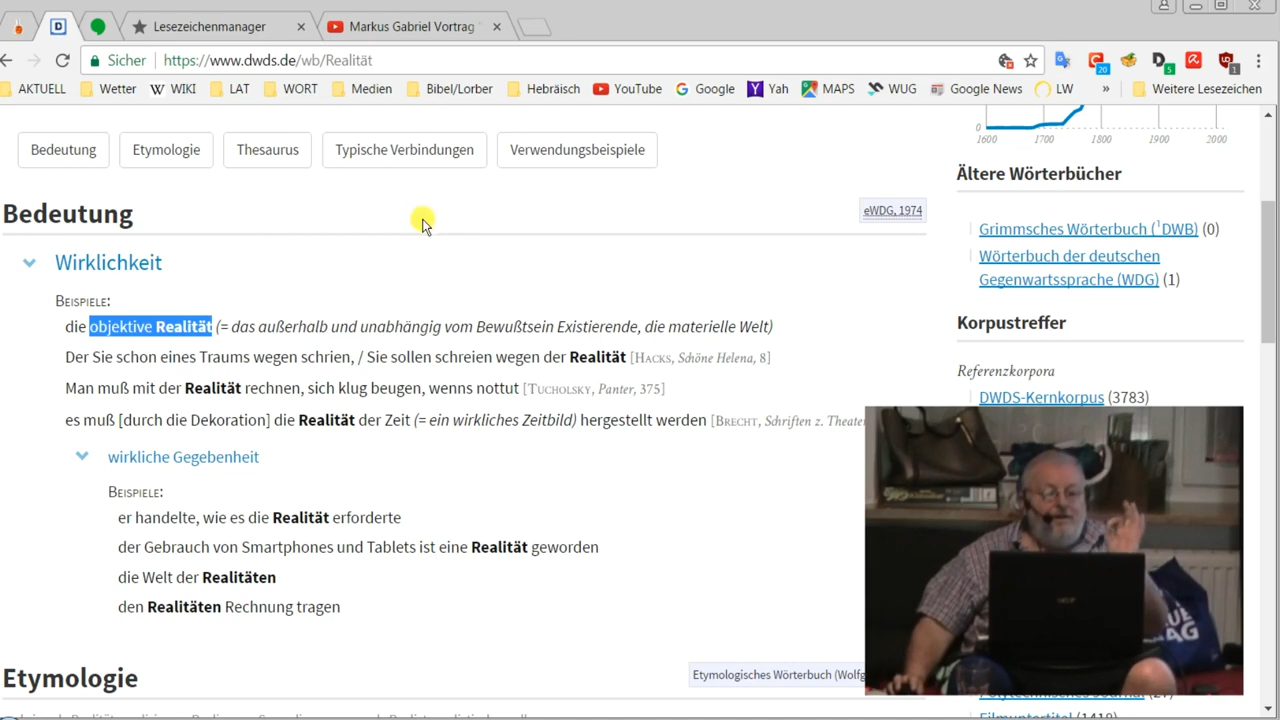 Lesezeichenmanager
Markus Gabriel Vortrag
Sicher
https://www.dwds.de/wb/Realität
20
5
1
AKTUELL Wetter WIKI LAT WORT Medien Bibel/Lorber Hebräisch YouTube Google Yah MAPS WUG Google News LW » Weitere Lesezeichen
0
1600 1700 1800 1900 2000
Bedeutung Etymologie Thesaurus Typische Verbindungen Verwendungsbeispiele
Ältere Wörterbücher
Bedeutung
eWDG, 1974
Grimmsches Wörterbuch (¹DWB) (0)
Wörterbuch der deutschen
Gegenwartssprache (WDG) (1)
Wirklichkeit
BEISPIELE:
die objektive Realität (= das außerhalb und unabhängig vom Bewußtsein Existierende, die materielle Welt)
Der Sie schon eines Traums wegen schrien, / Sie sollen schreien wegen der Realität [HACKS, Schöne Helena, 8]
Man muß mit der Realität rechnen, sich klug beugen, wenns nottut [TUCHOLSKY, Panter, 375]
es muß [durch die Dekoration] die Realität der Zeit (= ein wirkliches Zeitbild) hergestellt werden [BRECHT, Schriften z. Theater
Korpustreffer
Referenzkorpora
DWDS-Kernkorpus (3783)
wirkliche Gegebenheit
BEISPIELE:
er handelte, wie es die Realität erforderte
der Gebrauch von Smartphones und Tablets ist eine Realität geworden
die Welt der Realitäten
den Realitäten Rechnung tragen
Etymologie
Etymologisches Wörterbuch (Wolfg
Filmuntertitel (1418)